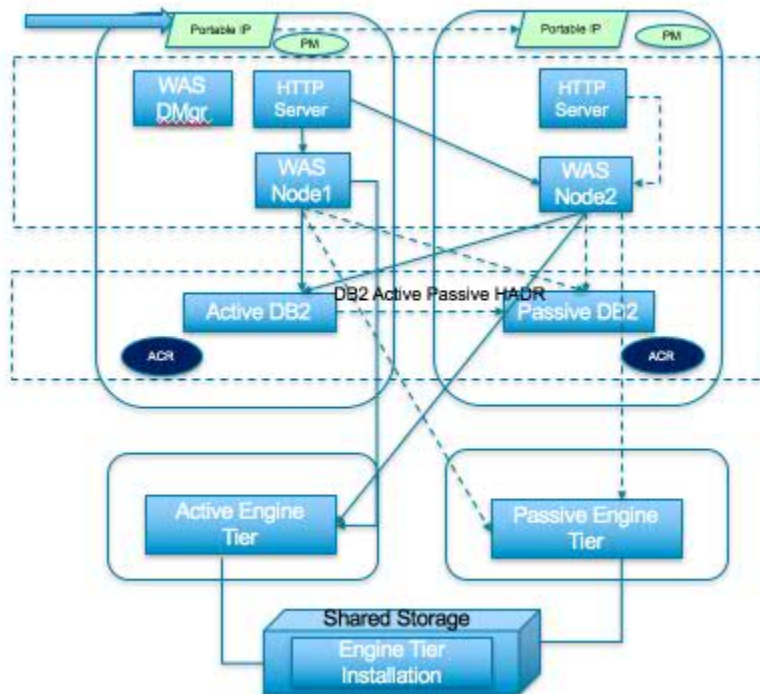 Portable IP
PM
Portable IP
PM
WAS
DMgr
HTTP
Server
HTTP
Server
WAS
Node1
WAS
Node2
DB2 Active Passive HADR
Active DB2
Passive DB2
ACR
ACR
Active Engine
Tier
Passive Engine
Tier
Shared Storage
Engine Tier
Installation